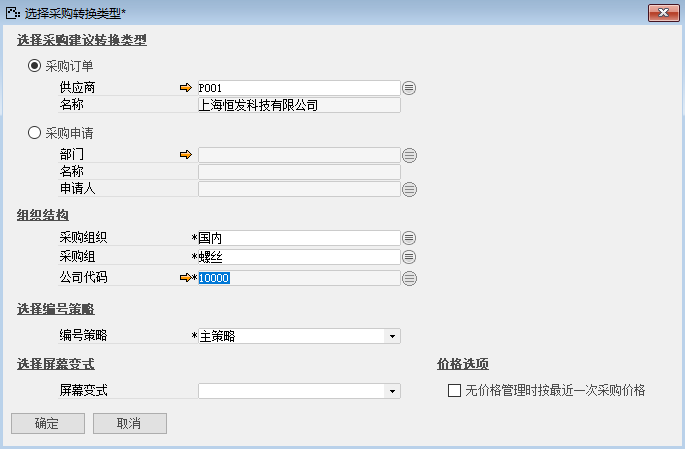 选择采购转换类型*
选择采购建议转换类型
采购订单
供应商 P001
名称 上海恒发科技有限公司
采购申请
部门
名称
申请人
组织结构
采购组织 *国内
采购组 *螺丝
公司代码 *10000
选择编号策略
编号策略 *主策略
选择屏幕变式 价格选项
屏幕变式 无价格管理时按最近一次采购价格
确定 取消